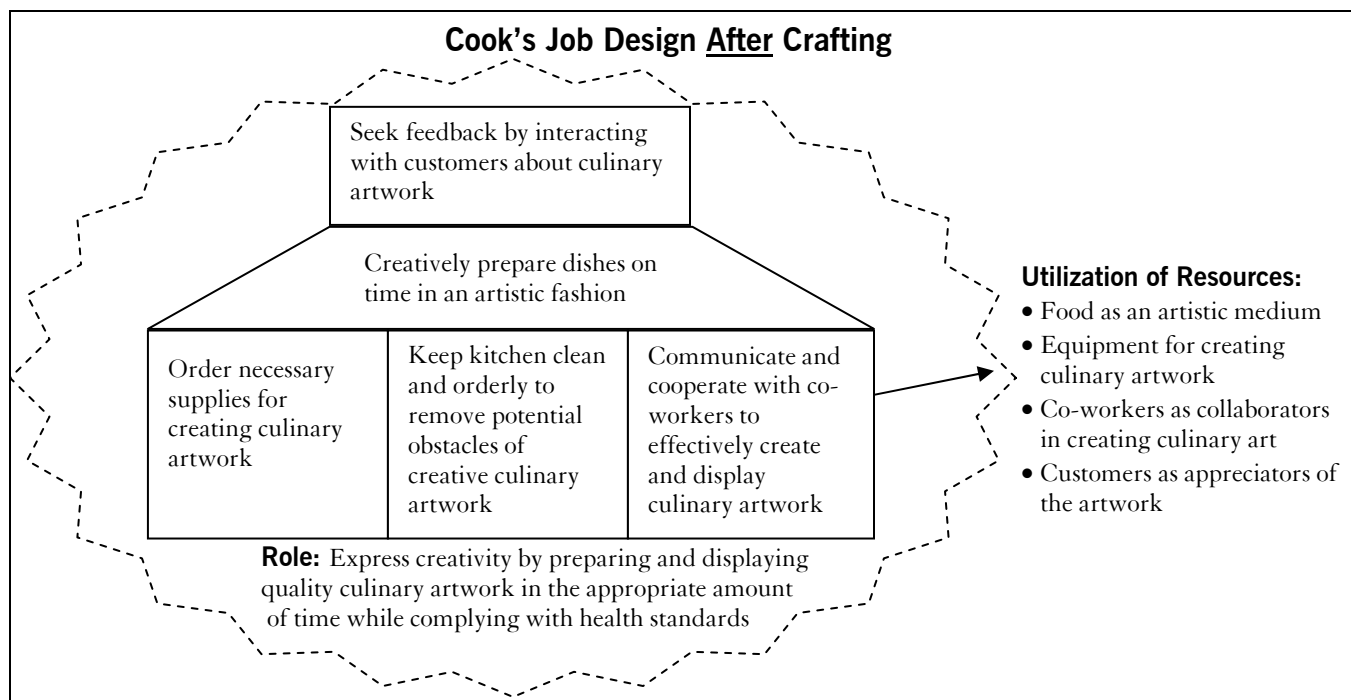 Cook's Job Design After Crafting
Seek feedback by interacting
with customers about culinary
artwork
Creatively prepare dishes on
time in an artistic fashion
Order necessary
supplies for
creating culinary
artwork
Keep kitchen clean
and orderly to
remove potential
obstacles of
creative culinary
artwork
Communicate and
cooperate with co-
workers to
effectively create
and display
culinary artwork
Role: Express creativity by preparing and displaying
quality culinary artwork in the appropriate amount
of time while complying with health standards
Utilization of Resources:
• Food as an artistic medium
• Equipment for creating
culinary artwork
• Co-workers as collaborators
in creating culinary art
• Customers as appreciators of
the artwork